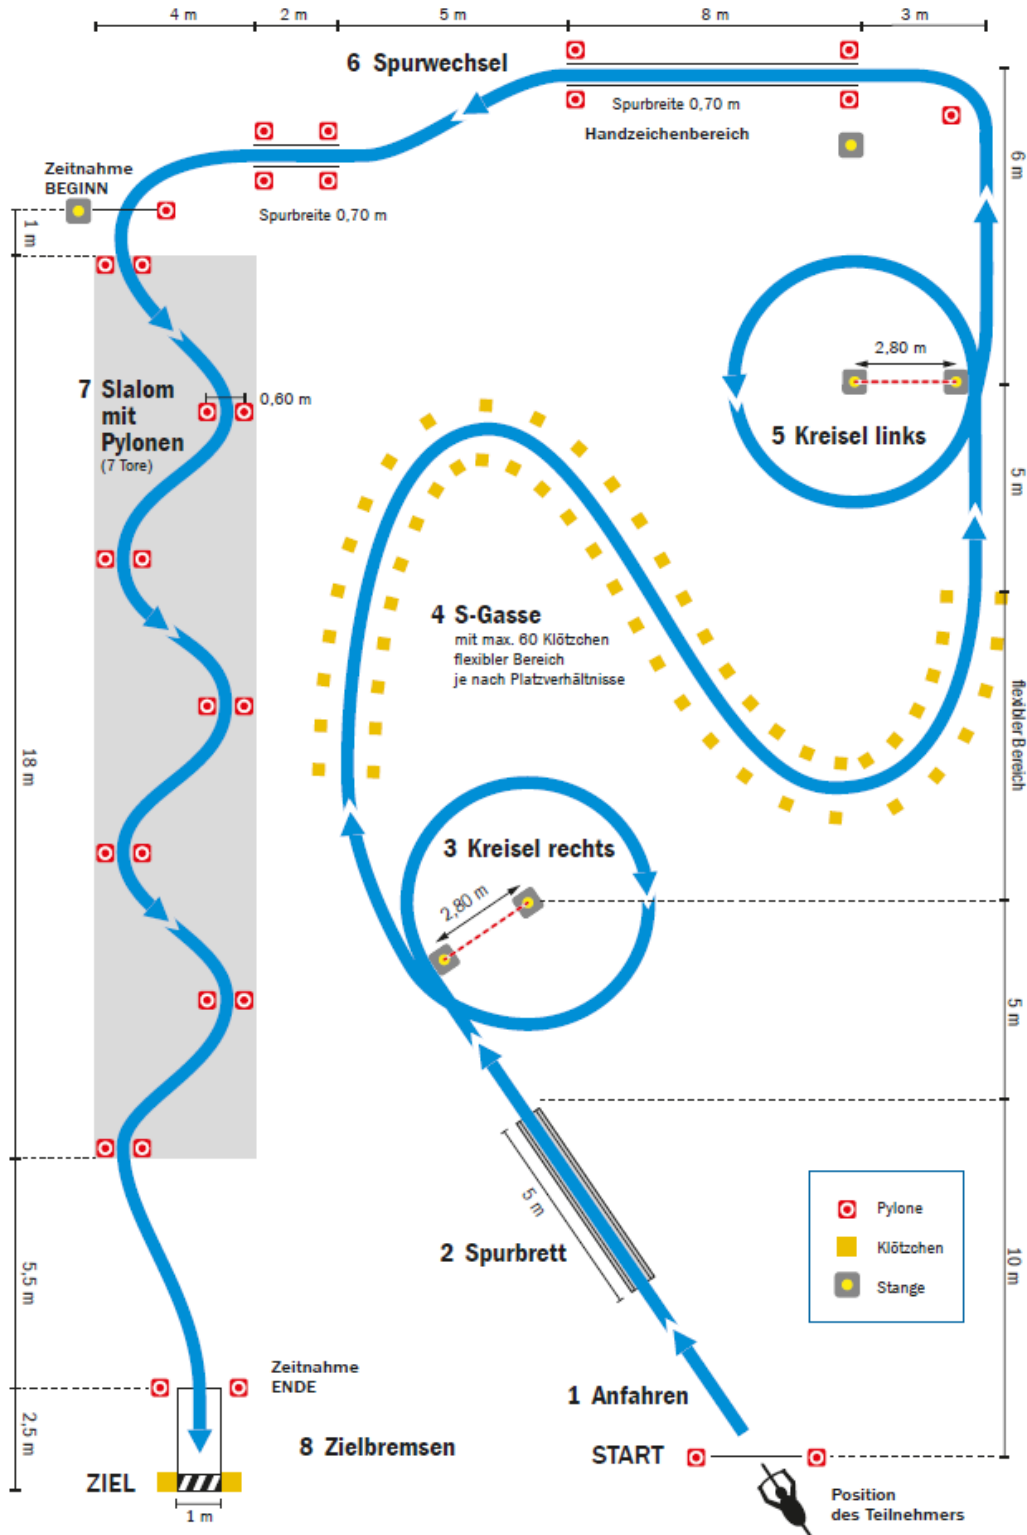 4 m
2 m
5 m
8 m
3 m
6 Spurwechsel
Spurbreite 0,70 m
Handzeichenbereich
6 m
Zeitnahme
BEGINN
Spurbreite 0,70 m
1 m
2,80 m
7 Slalom
mit
Pylonen
(7 Tore)
0,60 m
5 Kreisel links
5 m
4 S-Gasse
mit max. 60 Klötzchen
flexibler Bereich
je nach Platzverhältnisse
flexibler Bereich
18 m
3 Kreisel rechts
2,80 m
5 m
5 m
2 Spurbrett
Pylone
Klötzchen
Stange
10 m
5,5 m
Zeitnahme
ENDE
1 Anfahren
2,5 m
8 Zielbremsen
START
ZIEL
1 m
Position
des Teilnehmers